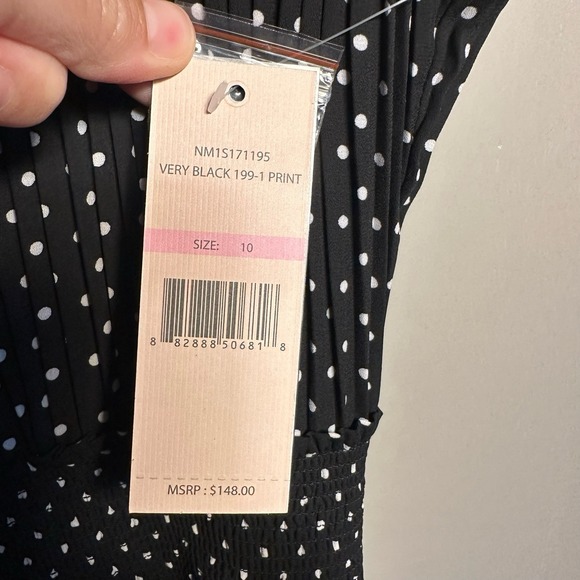 NM1S171195
VERY BLACK 199-1 PRINT
SIZE: 10
8 82888 50681 8
MSRP : $148.00